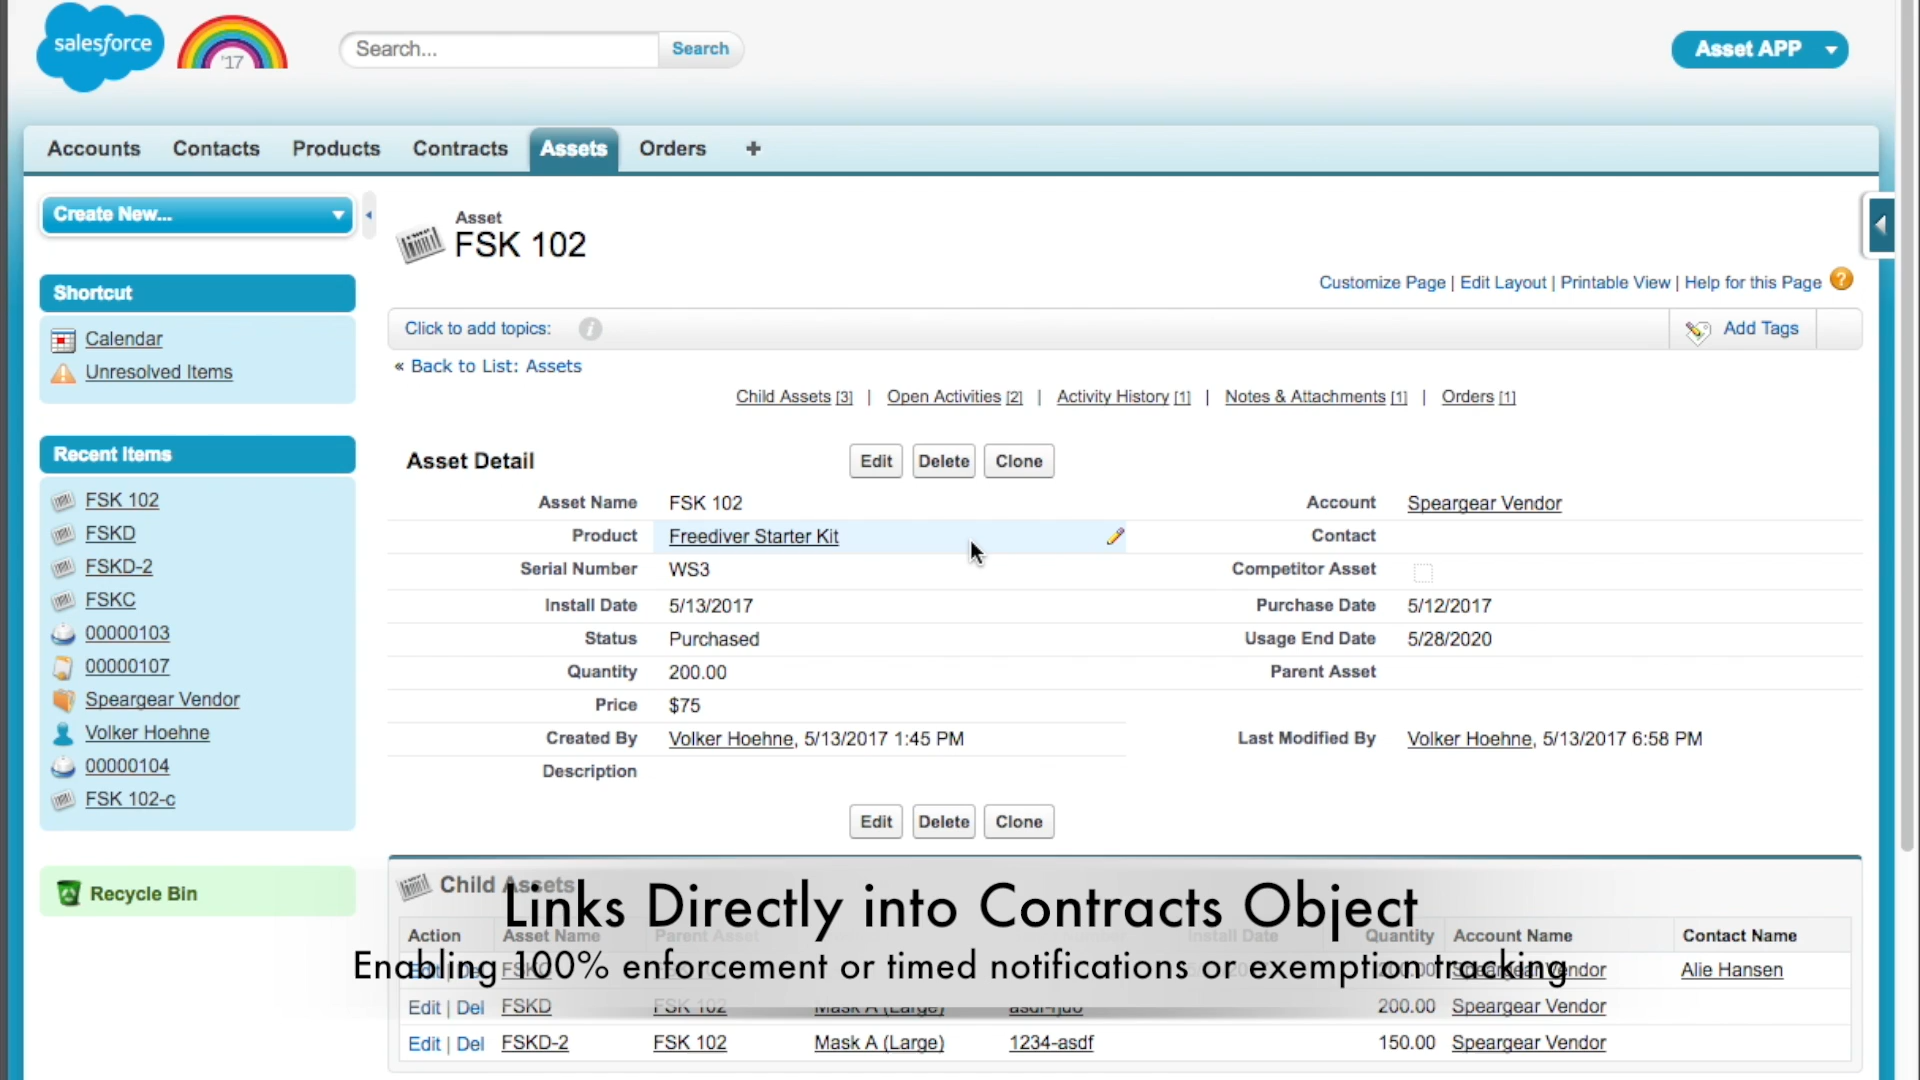 salesforce
'17
Search...
Search
Asset APP
Accounts
Contacts
Products
Contracts
Assets
Orders
+
Create New...
Asset
FSK 102
Customize Page | Edit Layout | Printable View | Help for this Page ?
Shortcut
Calendar
Unresolved Items
Click to add topics: i
Add Tags
« Back to List: Assets
Child Assets [3] | Open Activities [2] | Activity History [1] | Notes & Attachments [1] | Orders [1]
Recent Items
FSK 102
FSKD
FSKD-2
FSKC
00000103
00000107
Speargear Vendor
Volker Hoehne
00000104
FSK 102-c
Recycle Bin
Asset Detail
Edit
Delete
Clone
Asset Name FSK 102 Account Speargear Vendor
Product Freediver Starter Kit Contact
Serial Number WS3 Competitor Asset
Install Date 5/13/2017 Purchase Date 5/12/2017
Status Purchased Usage End Date 5/28/2020
Quantity 200.00 Parent Asset
Price $75
Created By Volker Hoehne, 5/13/2017 1:45 PM Last Modified By Volker Hoehne, 5/13/2017 6:58 PM
Description
Edit
Delete
Clone
Child Assets
Links Directly into Contracts Object
Enabling 100% enforcement or timed notifications or exemption tracking
Action Asset Name Parent Asset Install Date Quantity Account Name Contact Name
Alie Hansen
Edit | Del FSKD FSK 102 Mask A (Large) 200.00 Speargear Vendor
Edit | Del FSKD-2 FSK 102 Mask A (Large) 1234-asdf 150.00 Speargear Vendor